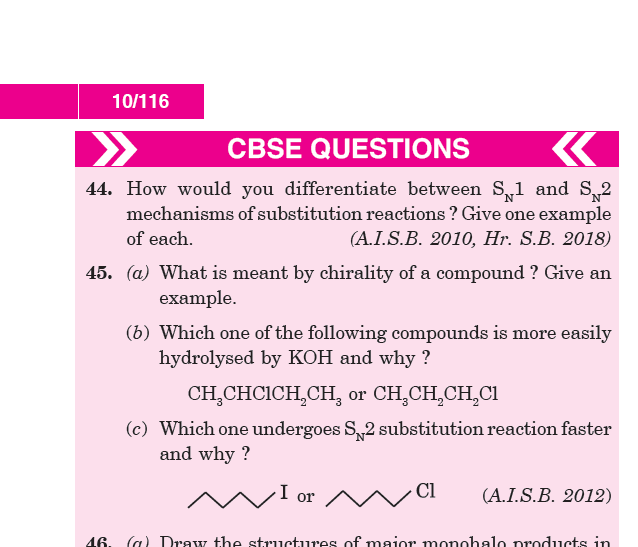 10/116
CBSE QUESTIONS
44. How would you differentiate between S_N1 and S_N2
mechanisms of substitution reactions ? Give one example
of each. (A.I.S.B. 2010, Hr. S.B. 2018)
45. (a) What is meant by chirality of a compound ? Give an
example.
(b) Which one of the following compounds is more easily
hydrolysed by KOH and why ?
CH₃CHClCH₂CH₃ or CH₃CH₂CH₂Cl
(c) Which one undergoes S_N2 substitution reaction faster
and why ?
I or Cl (A.I.S.B. 2012)
46. (a) Draw the structures of major monohalo products in